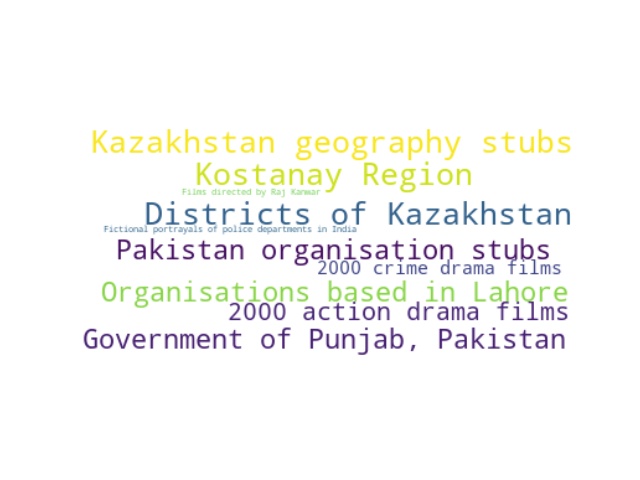 Kazakhstan geography stubs
Kostanay Region
Films directed by Raj Kanwar
Districts of Kazakhstan
Fictional portrayals of police departments in India
Pakistan organisation stubs
2000 crime drama films
Organisations based in Lahore
2000 action drama films
Government of Punjab, Pakistan